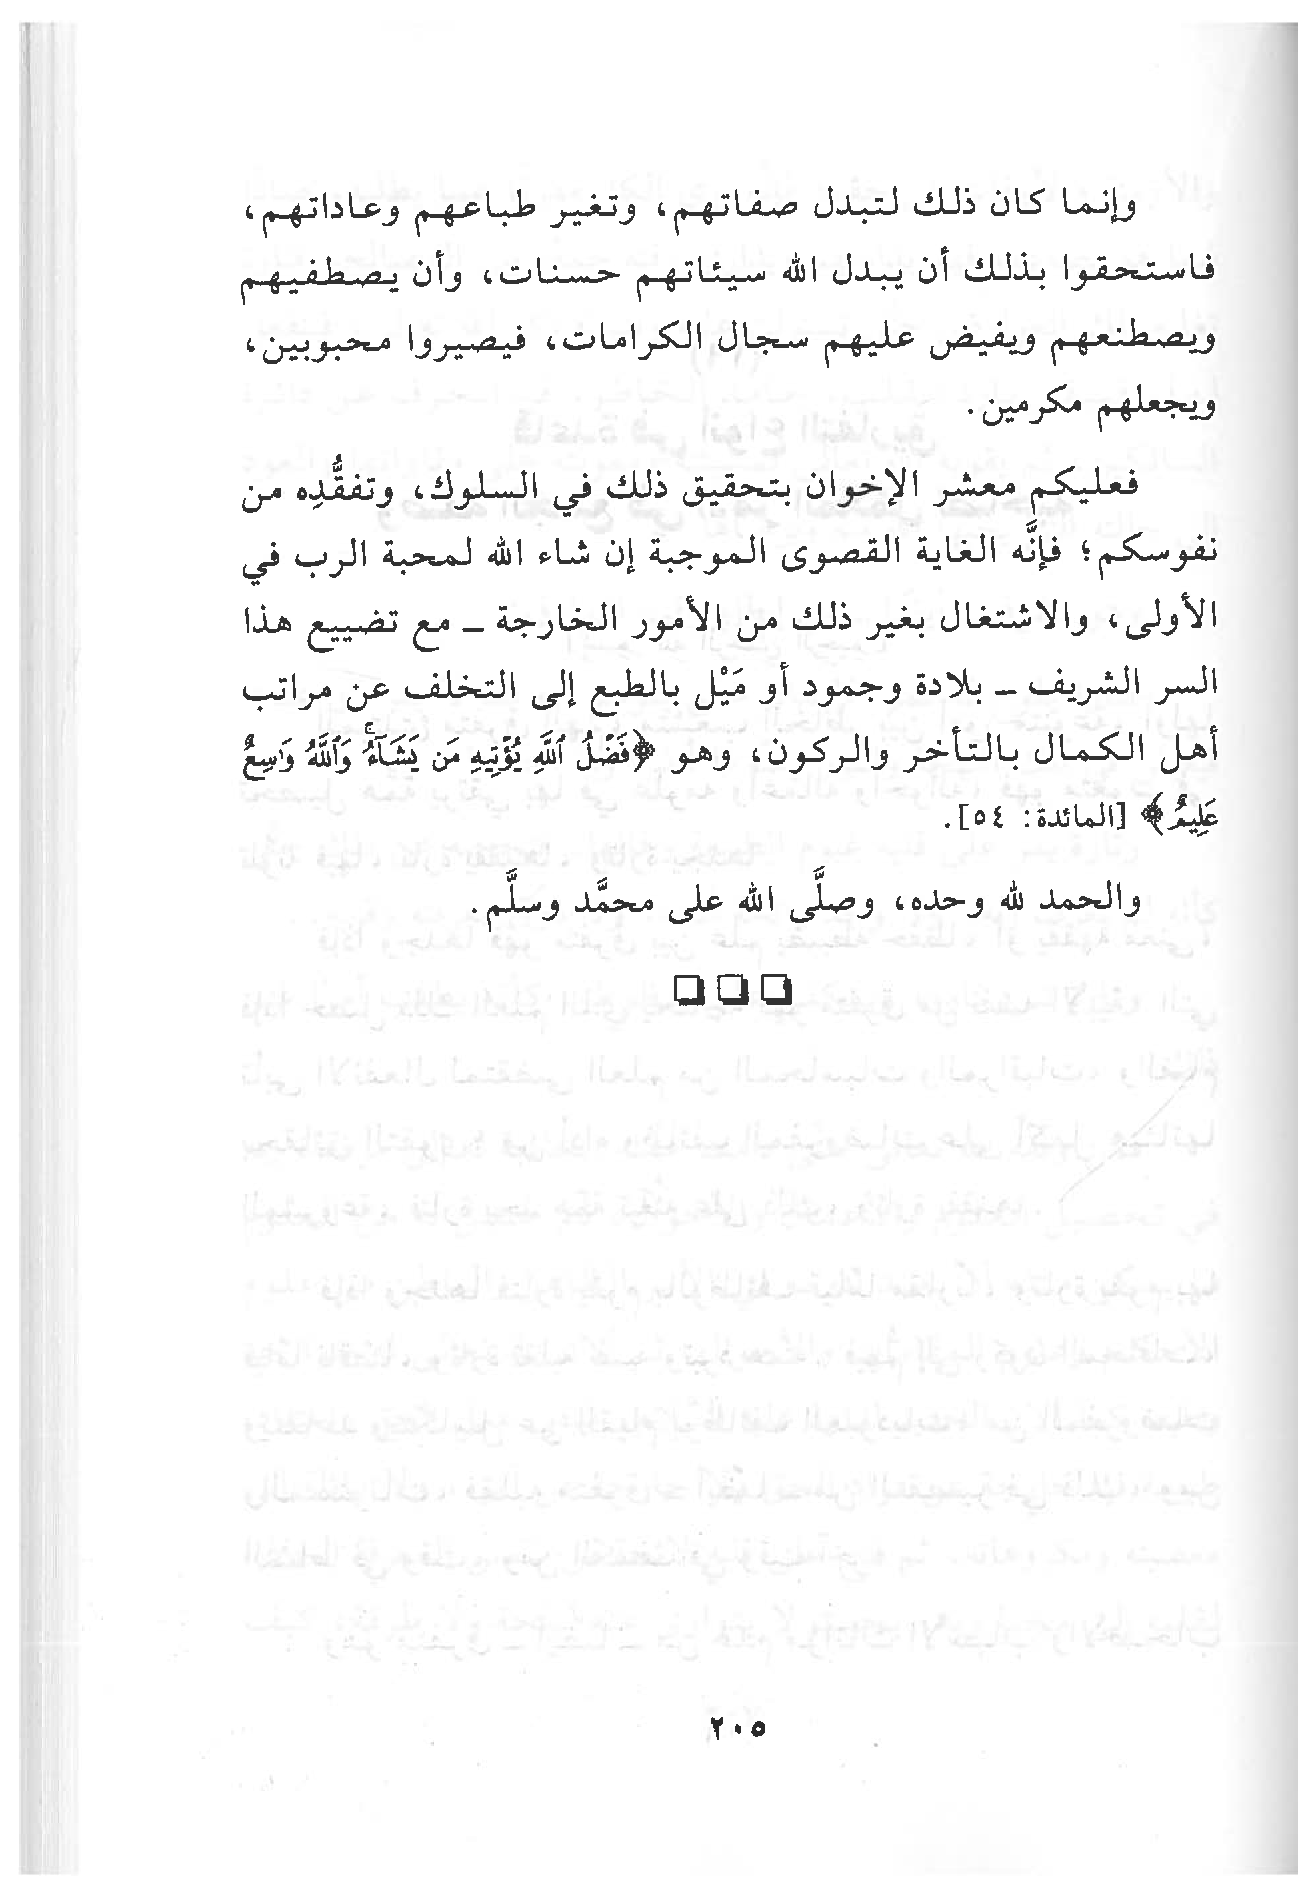 وإنما كان ذلك لتبدل صفاتهم، وتغير طباعهم وعاداتهم،
فاستحقوا بذلك أن يبدل الله سيئاتهم حسنات، وأن يصطفيهم
ويصطنعهم ويفيض عليهم سجال الكرامات، فيصيروا محبوبين،
ويجعلهم مكرمين.
فعليكم معشر الإخوان بتحقيق ذلك في السلوك، وتفقُّدِه من
نفوسكم؛ فإنَّه الغاية القصوى الموجبة إن شاء الله لمحبة الرب في
الأولى، والاشتغال بغير ذلك من الأمور الخارجة ـ مع تضييع هذا
السر الشريف ـ بلادة وجمود أو مَيْل بالطبع إلى التخلف عن مراتب
أهل الكمال بالتأخر والركون، وهو ﴿فَضْلُ ٱللَّهِ يُؤْتِيهِ مَن يَشَآءُۚ وَٱللَّهُ وَٰسِعٌ
عَلِيمٌ﴾ [المائدة: ٥٤].
والحمد لله وحده، وصلَّى الله على محمَّد وسلَّم.
٢٠٥